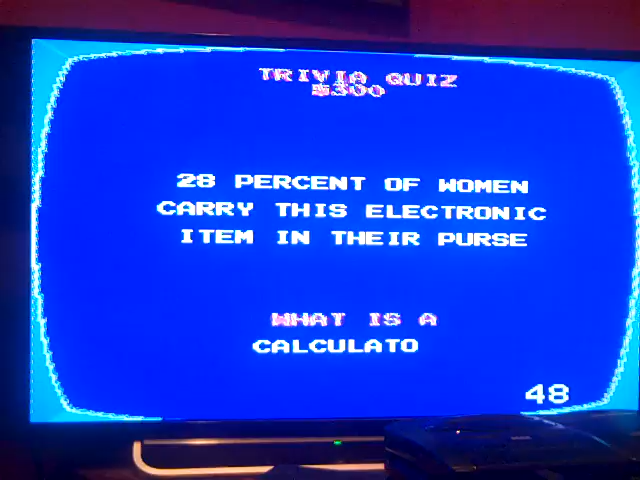 TRIVIA QUIZ
$300
28 PERCENT OF WOMEN
CARRY THIS ELECTRONIC
ITEM IN THEIR PURSE
WHAT IS A
CALCULATO
48